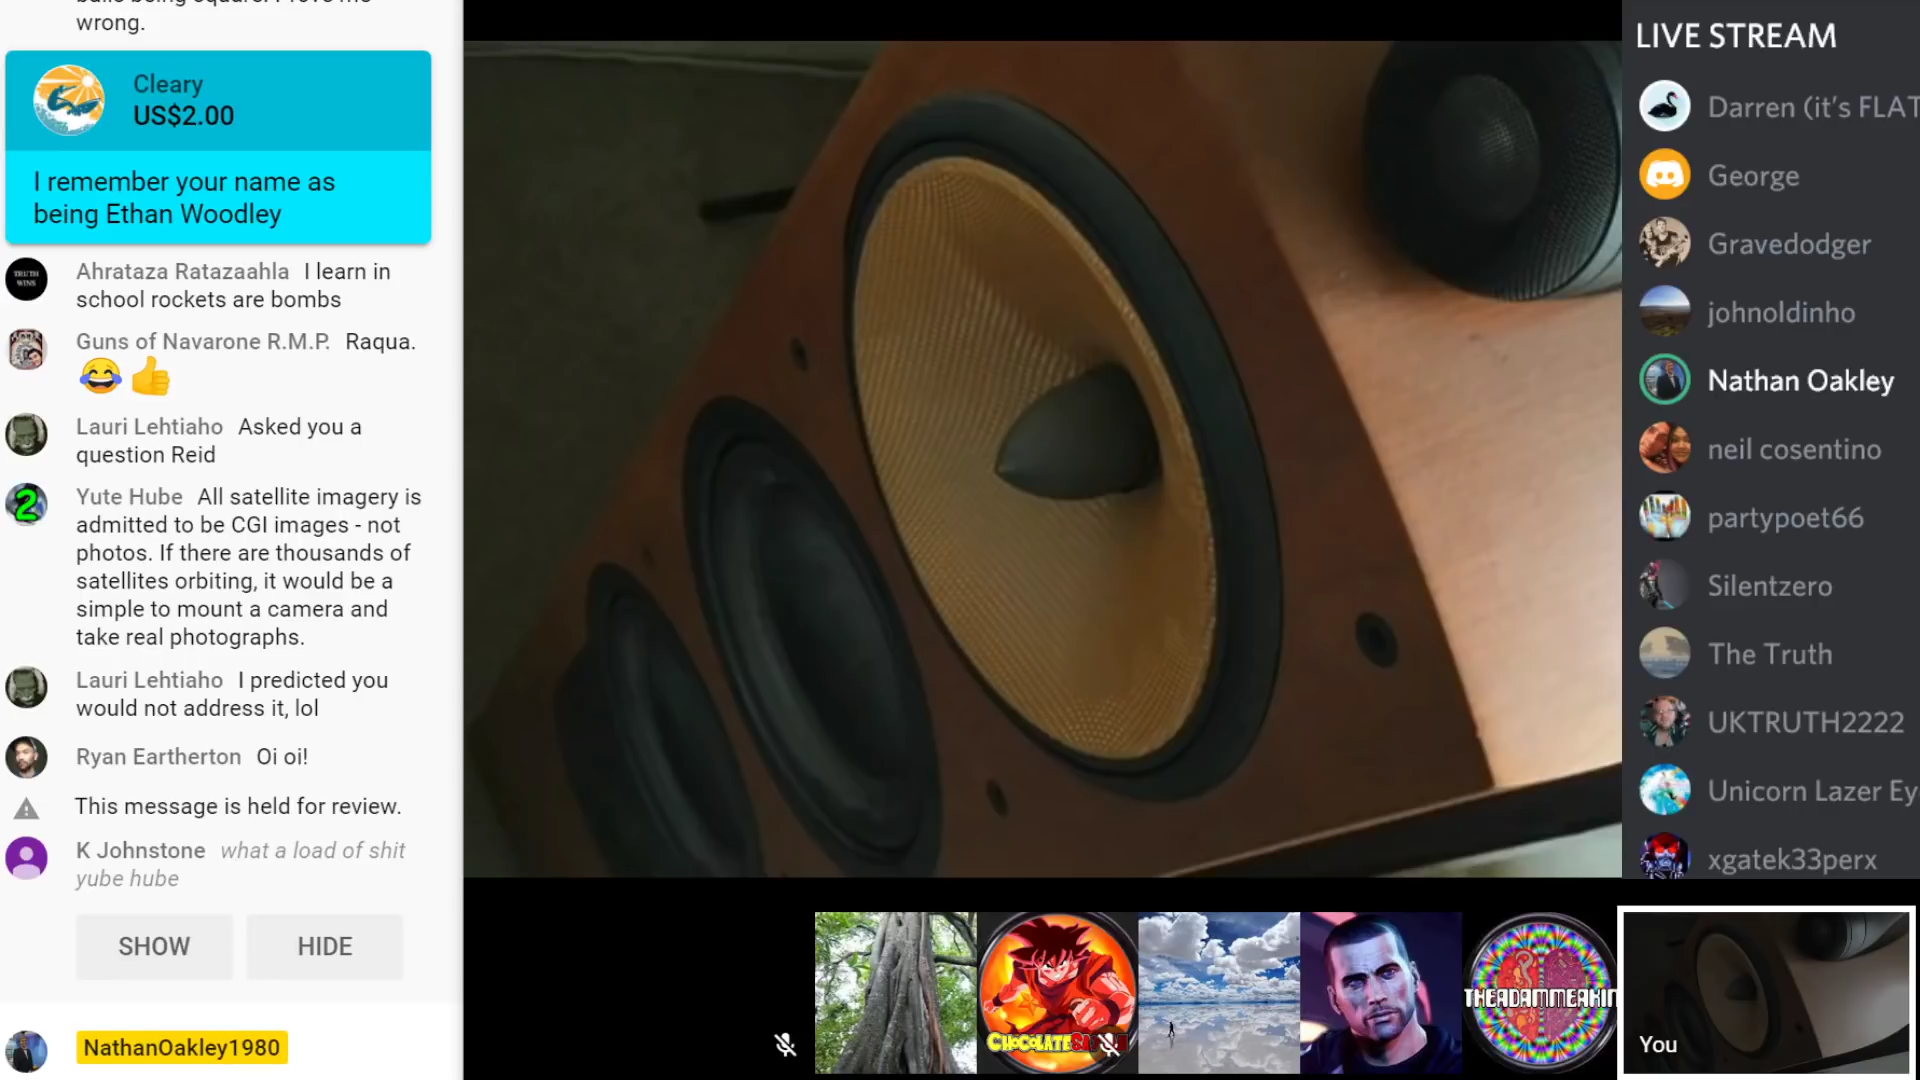 wrong.
Cleary
US$2.00
I remember your name as
being Ethan Woodley
TRUTH
WINS
Ahrataza Ratazaahla I learn in
school rockets are bombs
Guns of Navarone R.M.P. Raqua.
😂👍
Lauri Lehtiaho Asked you a
question Reid
2
Yute Hube All satellite imagery is
admitted to be CGI images - not
photos. If there are thousands of
satellites orbiting, it would be a
simple to mount a camera and
take real photographs.
Lauri Lehtiaho I predicted you
would not address it, lol
Ryan Eartherton Oi oi!
This message is held for review.
K Johnstone what a load of shit
yube hube
SHOW HIDE
NathanOakley1980
LIVE STREAM
Darren (it's FLAT
George
Gravedodger
johnoldinho
Nathan Oakley
neil cosentino
partypoet66
Silentzero
The Truth
UKTRUTH2222
Unicorn Lazer Ey
xgatek33perx
THEADAMMEAKIN
You